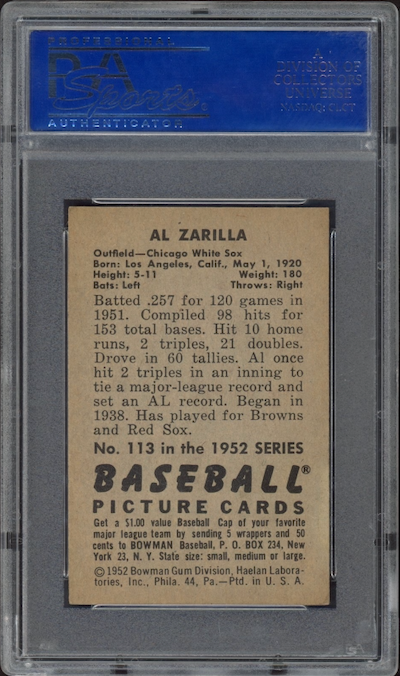 PROFESSIONAL
PSA
Sports
AUTHENTICATOR
A
DIVISION OF
COLLECTORS
UNIVERSE
NASDAQ: CLCT
AL ZARILLA
Outfield—Chicago White Sox
Born: Los Angeles, Calif., May 1, 1920
Height: 5-11 Weight: 180
Bats: Left Throws: Right
Batted .257 for 120 games in
1951. Compiled 98 hits for
153 total bases. Hit 10 home
runs, 2 triples, 21 doubles.
Drove in 60 tallies. Al once
hit 2 triples in an inning to
tie a major-league record and
set an AL record. Began in
1938. Has played for Browns
and Red Sox.
No. 113 in the 1952 SERIES
BASEBALL®
PICTURE CARDS
Get a $1.00 value Baseball Cap of your favorite
major league team by sending 5 wrappers and 50
cents to BOWMAN Baseball, P. O. BOX 234, New
York 23, N. Y. State size: small, medium or large.
©1952 Bowman Gum Division, Haelan Labora-
tories, Inc., Phila. 44, Pa.—Ptd. in U. S. A.